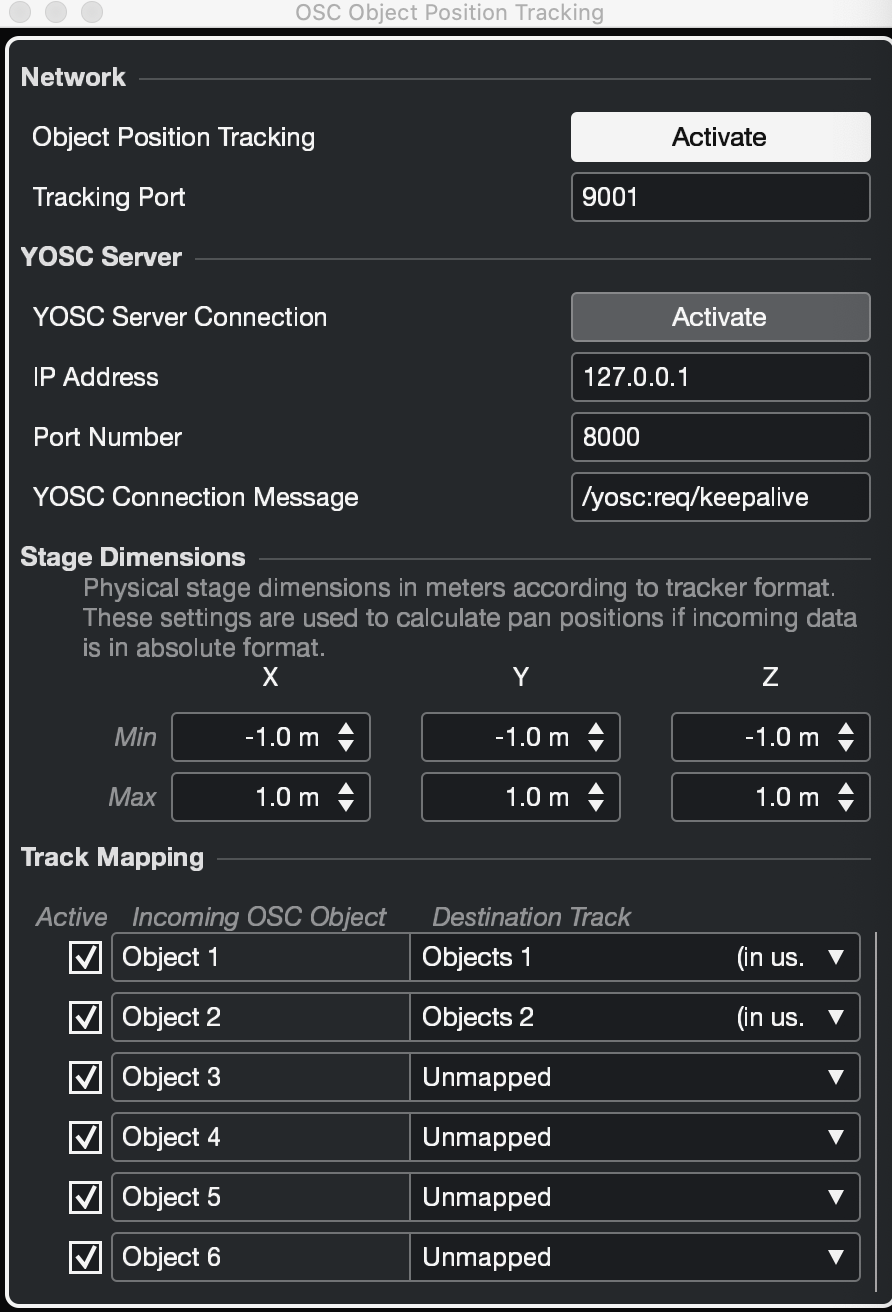 OSC Object Position Tracking
Network
Object Position Tracking Activate
Tracking Port 9001
YOSC Server
YOSC Server Connection Activate
IP Address 127.0.0.1
Port Number 8000
YOSC Connection Message /yosc:req/keepalive
Stage Dimensions
Physical stage dimensions in meters according to tracker format.
These settings are used to calculate pan positions if incoming data
is in absolute format.
X Y Z
Min -1.0 m -1.0 m -1.0 m
Max 1.0 m 1.0 m 1.0 m
Track Mapping
Active Incoming OSC Object Destination Track
Object 1 Objects 1 (in us.
Object 2 Objects 2 (in us.
Object 3 Unmapped
Object 4 Unmapped
Object 5 Unmapped
Object 6 Unmapped